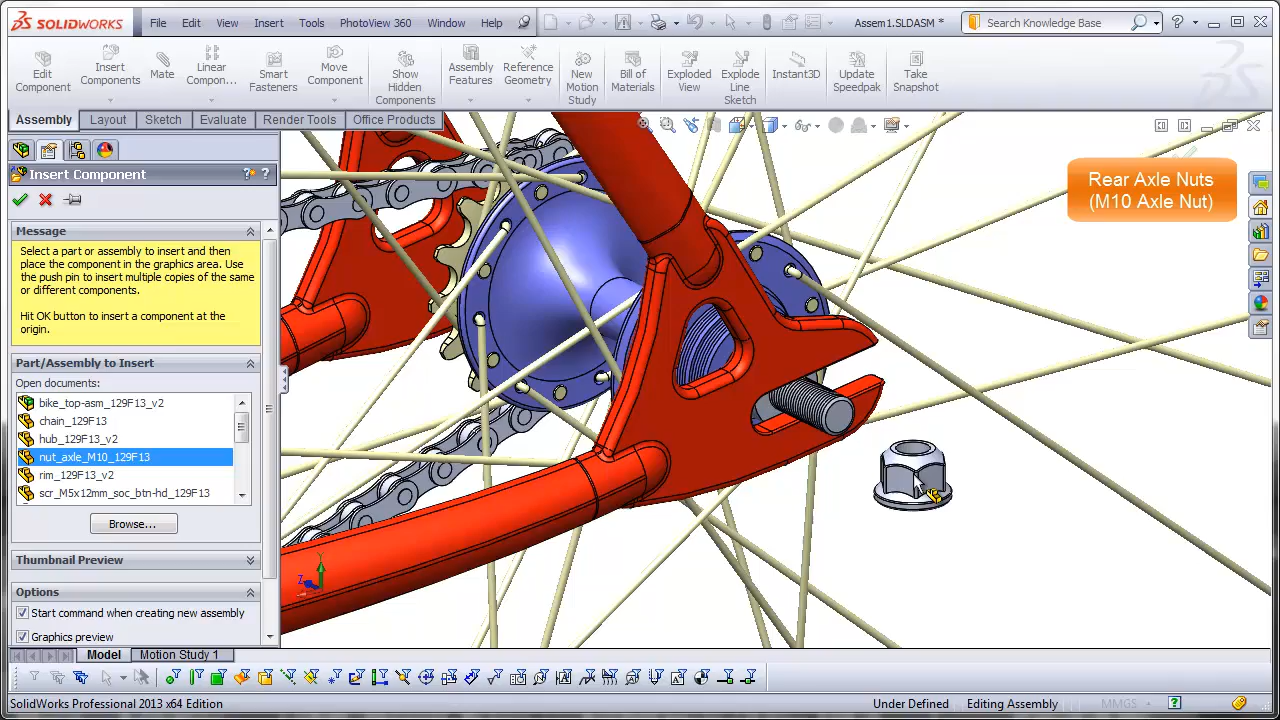 SOLIDWORKS File Edit View Insert Tools PhotoView 360 Window Help Assem1.SLDASM * Search Knowledge Base
Edit Component
Insert Components
Mate
Linear Compon...
Smart Fasteners
Move Component
Show Hidden Components
Assembly Features
Reference Geometry
New Motion Study
Bill of Materials
Exploded View
Explode Line Sketch
Instant3D
Update Speedpak
Take Snapshot
Assembly Layout Sketch Evaluate Render Tools Office Products
Insert Component
Message
Select a part or assembly to insert and then
place the component in the graphics area. Use
the push pin to insert multiple copies of the same
or different components.
Hit OK button to insert a component at the
origin.
Part/Assembly to Insert
Open documents:
bike_top-asm_129F13_v2
chain_129F13
hub_129F13_v2
nut_axle_M10_129F13
rim_129F13_v2
scr_M5x12mm_soc_btn-hd_129F13
Browse...
Thumbnail Preview
Options
Start command when creating new assembly
Graphics preview
Rear Axle Nuts
(M10 Axle Nut)
Y
Z
Model Motion Study 1
SolidWorks Professional 2013 x64 Edition Under Defined Editing Assembly MMGS